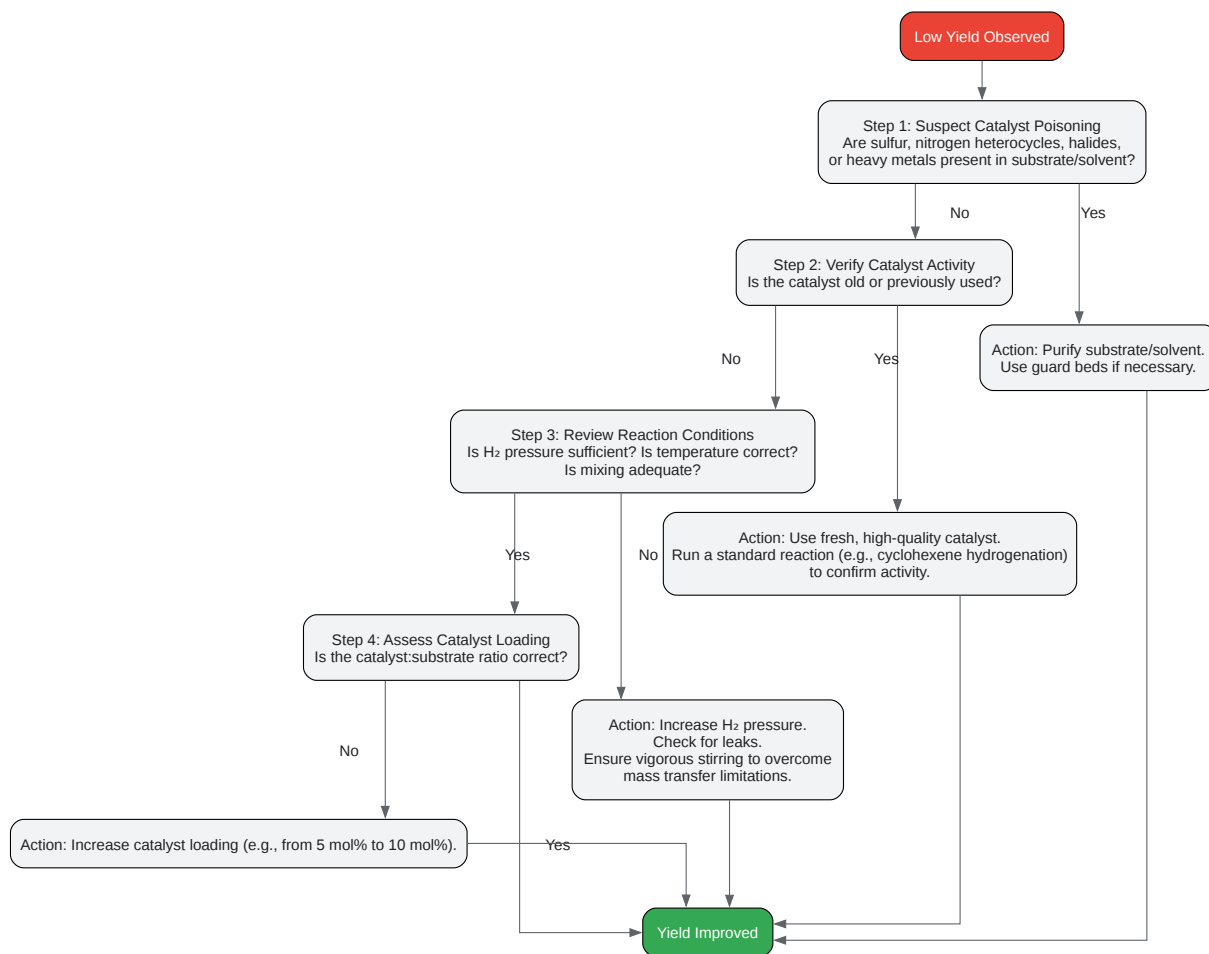 Low Yield Observed
Step 1: Suspect Catalyst Poisoning
Are sulfur, nitrogen heterocycles, halides,
or heavy metals present in substrate/solvent?
No
Yes
Step 2: Verify Catalyst Activity
Is the catalyst old or previously used?
Action: Purify substrate/solvent.
Use guard beds if necessary.
No
Yes
Step 3: Review Reaction Conditions
Is H₂ pressure sufficient? Is temperature correct?
Is mixing adequate?
Action: Use fresh, high-quality catalyst.
Run a standard reaction (e.g., cyclohexene hydrogenation)
to confirm activity.
Yes
No
Step 4: Assess Catalyst Loading
Is the catalyst:substrate ratio correct?
Action: Increase H₂ pressure.
Check for leaks.
Ensure vigorous stirring to overcome
mass transfer limitations.
No
Action: Increase catalyst loading (e.g., from 5 mol% to 10 mol%).
Yes
Yield Improved